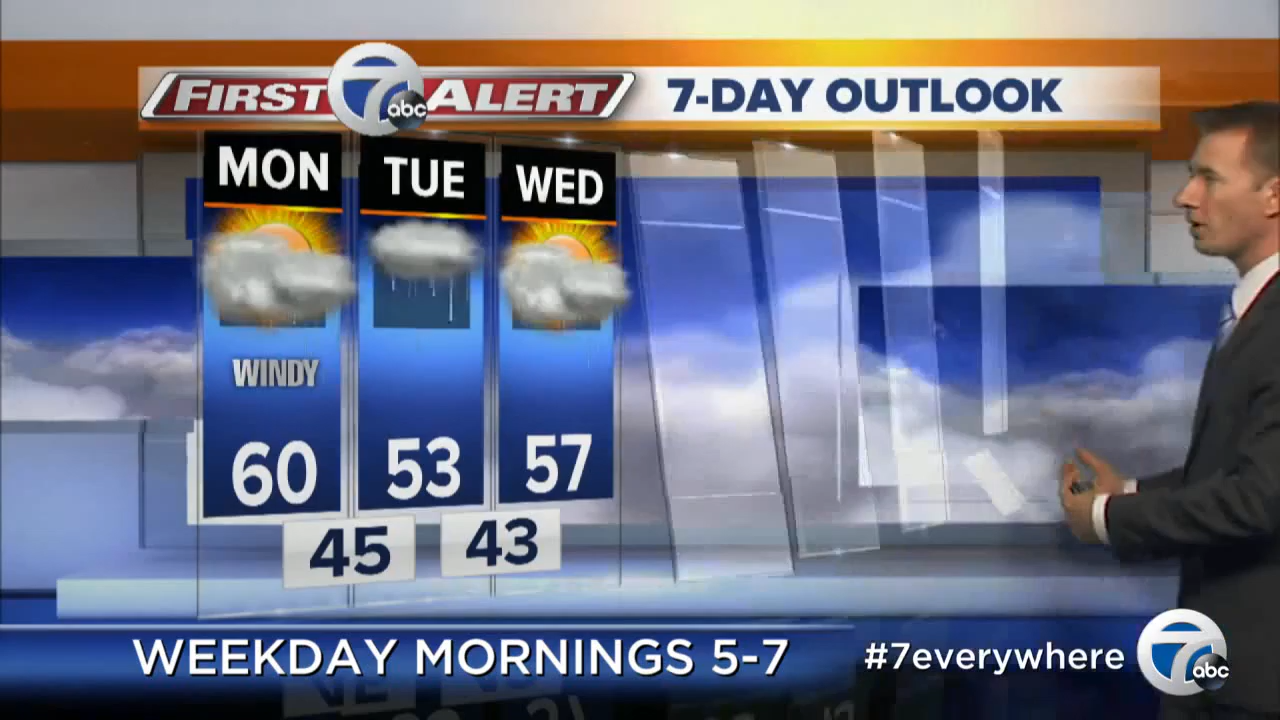 FIRST 7 abc ALERT 7-DAY OUTLOOK
MON TUE WED
WINDY
60 53 57
45 43
WEEKDAY MORNINGS 5-7 #7everywhere 7 abc